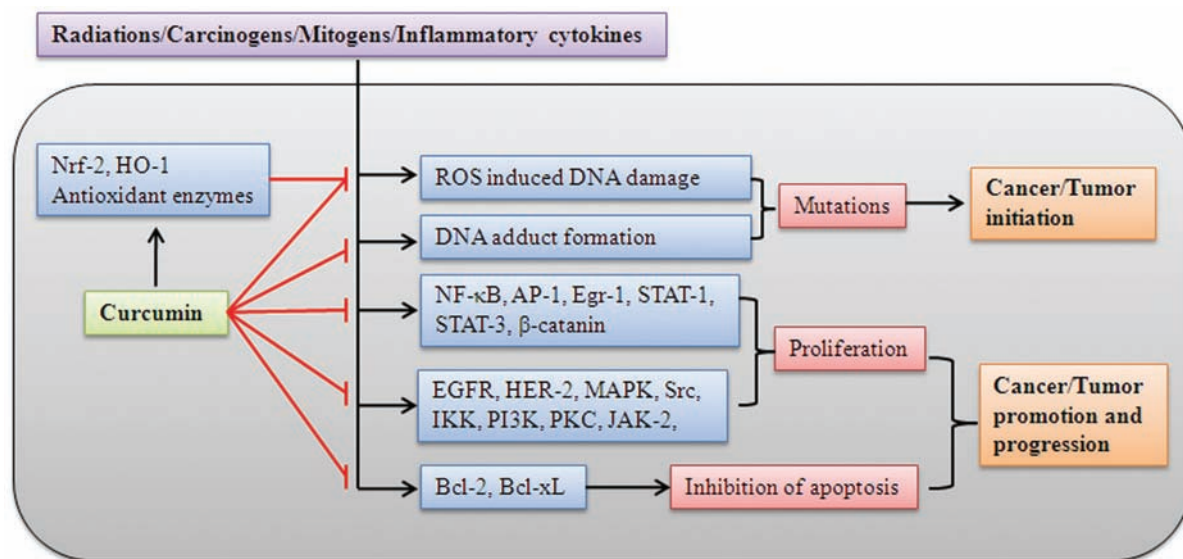 Radiations/Carcinogens/Mitogens/Inflammatory cytokines
Nrf-2, HO-1
Antioxidant enzymes
Curcumin
ROS induced DNA damage
DNA adduct formation
NF-κB, AP-1, Egr-1, STAT-1,
STAT-3, β-catanin
EGFR, HER-2, MAPK, Src,
IKK, PI3K, PKC, JAK-2,
Bcl-2, Bcl-xL
Mutations
Proliferation
Inhibition of apoptosis
Cancer/Tumor
initiation
Cancer/Tumor
promotion and
progression